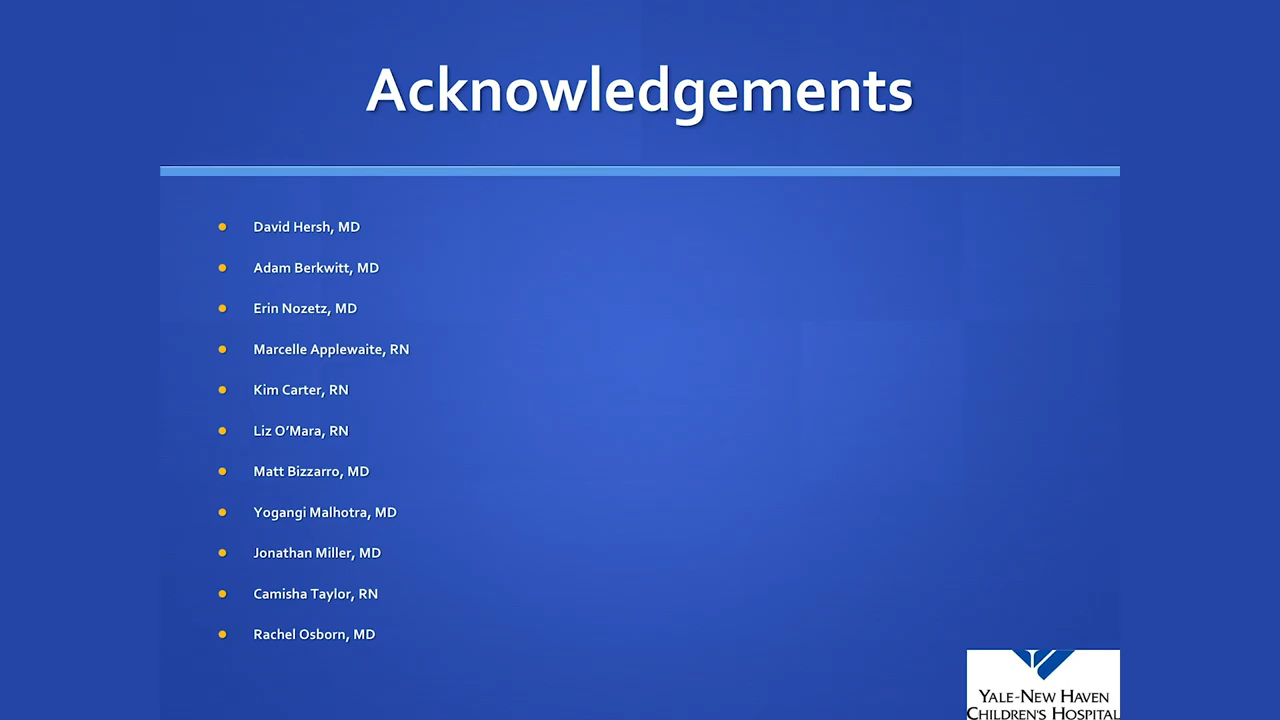 Acknowledgements
David Hersh, MD
Adam Berkwitt, MD
Erin Nozetz, MD
Marcelle Applewaite, RN
Kim Carter, RN
Liz O’Mara, RN
Matt Bizzarro, MD
Yogangi Malhotra, MD
Jonathan Miller, MD
Camisha Taylor, RN
Rachel Osborn, MD
YALE-NEW HAVEN
CHILDREN'S HOSPITAL